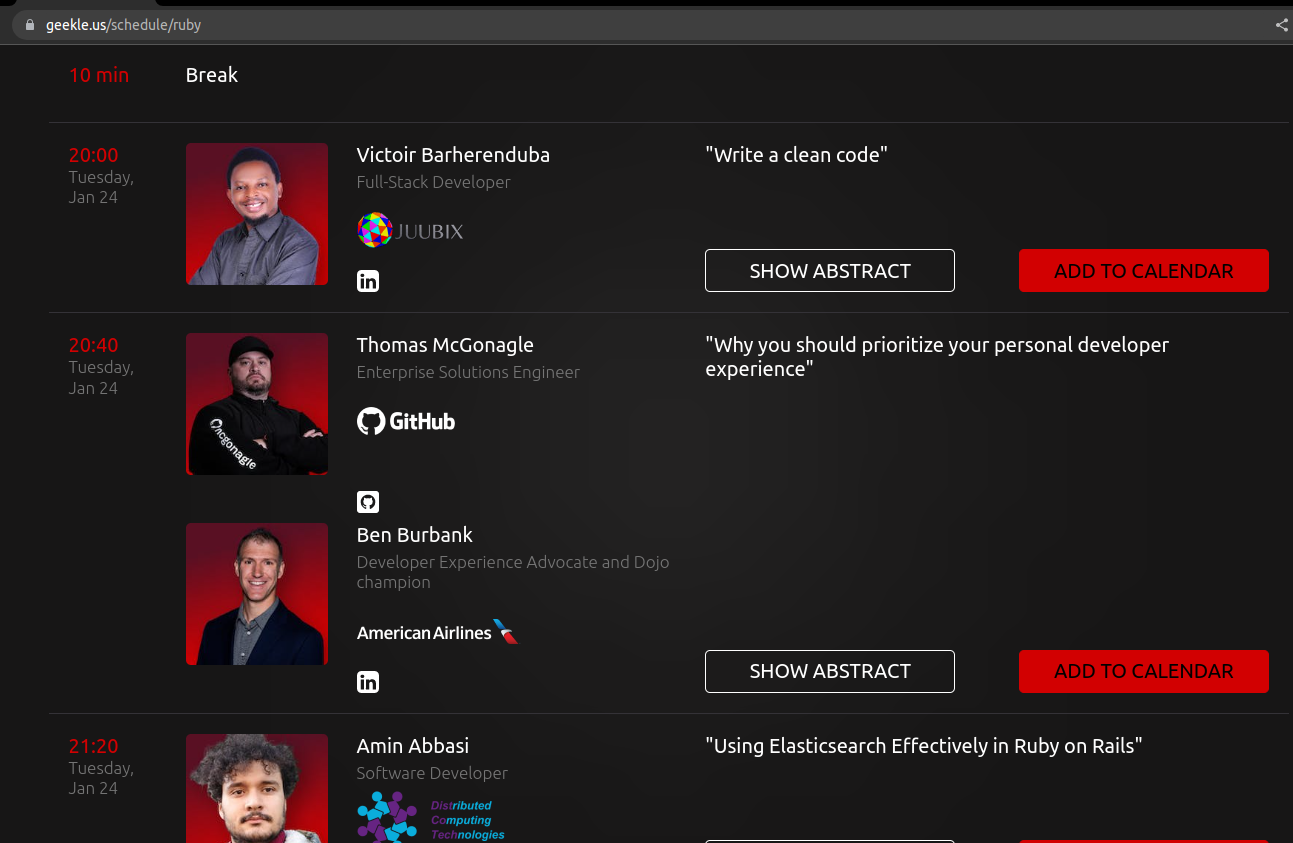 geekle.us/schedule/ruby
10 min
Break
20:00
Tuesday,
Jan 24
Victoir Barherenduba
Full-Stack Developer
JUUBIX
in
"Write a clean code"
SHOW ABSTRACT
ADD TO CALENDAR
20:40
Tuesday,
Jan 24
mcgonagle
Thomas McGonagle
Enterprise Solutions Engineer
GitHub
"Why you should prioritize your personal developer
experience"
Ben Burbank
Developer Experience Advocate and Dojo
champion
American Airlines
in
SHOW ABSTRACT
ADD TO CALENDAR
21:20
Tuesday,
Jan 24
Amin Abbasi
Software Developer
Distributed
Computing
Technologies
"Using Elasticsearch Effectively in Ruby on Rails"